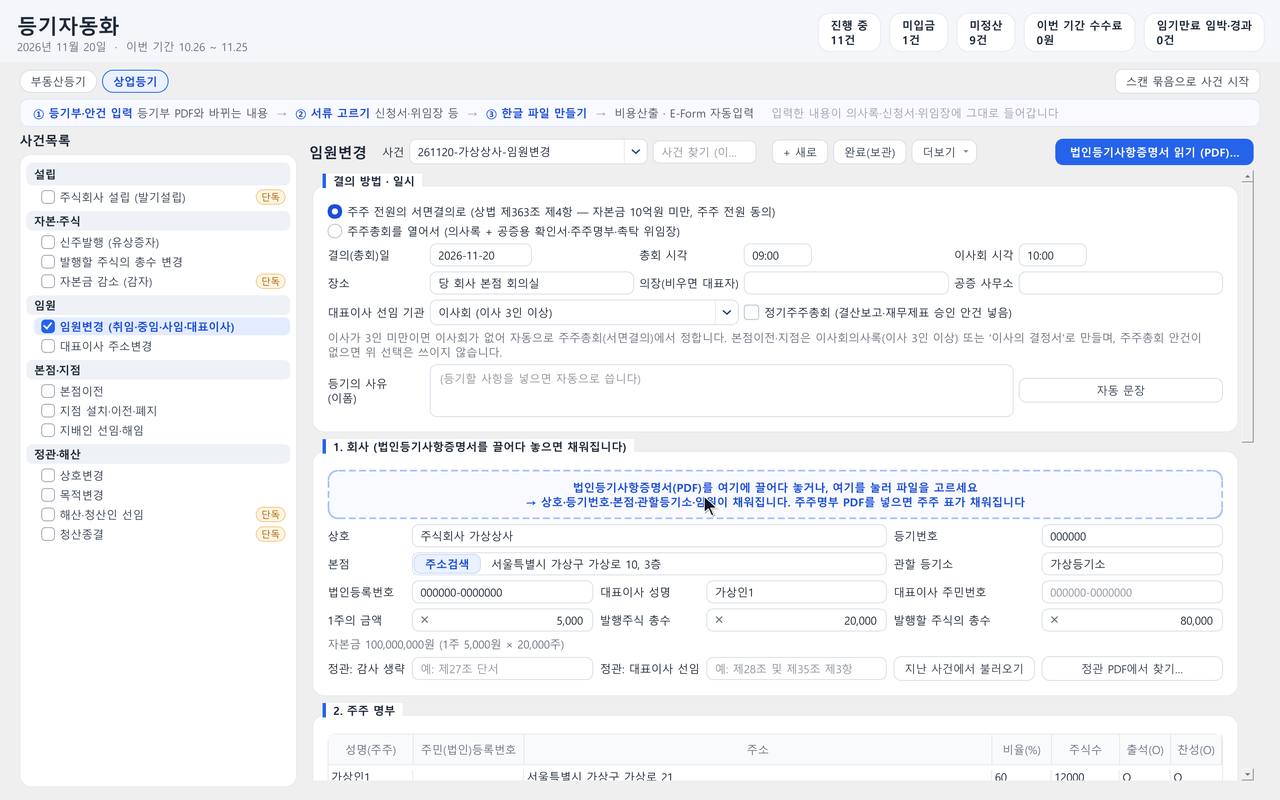 등기자동화
2026년 11월 20일 · 이번 기간 10.26 ~ 11.25
진행 중
11건
미입금
1건
미정산
9건
이번 기간 수수료
0원
임기만료 임박·경과
0건
부동산등기
상업등기
스캔 묶음으로 사건 시작
① 등기부·안건 입력 등기부 PDF와 바뀌는 내용 → ② 서류 고르기 신청서·위임장 등 → ③ 한글 파일 만들기 → 비용산출 · E-Form 자동입력 입력한 내용이 의사록·신청서·위임장에 그대로 들어갑니다
사건목록
설립
주식회사 설립 (발기설립) 단독
자본·주식
신주발행 (유상증자)
발행할 주식의 총수 변경
자본금 감소 (감자) 단독
임원
임원변경 (취임·중임·사임·대표이사)
대표이사 주소변경
본점·지점
본점이전
지점 설치·이전·폐지
지배인 선임·해임
정관·해산
상호변경
목적변경
해산·청산인 선임 단독
청산종결 단독
임원변경 사건 261120-가상상사-임원변경 사건 찾기 (이... + 새로 완료(보관) 더보기 법인등기사항증명서 읽기 (PDF)...
결의 방법 · 일시
주주 전원의 서면결의로 (상법 제363조 제4항 — 자본금 10억원 미만, 주주 전원 동의)
주주총회를 열어서 (의사록 + 공증용 확인서·주주명부·촉탁 위임장)
결의(총회)일 2026-11-20 총회 시각 09:00 이사회 시각 10:00
장소 당 회사 본점 회의실 의장(비우면 대표자) 공증 사무소
대표이사 선임 기관 이사회 (이사 3인 이상) 정기주주총회 (결산보고·재무제표 승인 안건 넣음)
이사가 3인 미만이면 이사회가 없어 자동으로 주주총회(서면결의)에서 정합니다. 본점이전·지점은 이사회의사록(이사 3인 이상) 또는 '이사의 결정서'로 만들며, 주주총회 안건이
없으면 위 선택은 쓰이지 않습니다.
등기의 사유
(이폼)
(등기할 사항을 넣으면 자동으로 씁니다)
자동 문장
1. 회사 (법인등기사항증명서를 끌어다 놓으면 채워집니다)
법인등기사항증명서(PDF)를 여기에 끌어다 놓거나, 여기를 눌러 파일을 고르세요
→ 상호·등기번호·본점·관할등기소·임원이 채워집니다. 주주명부 PDF를 넣으면 주주 표가 채워집니다
상호 주식회사 가상상사 등기번호 000000
본점 주소검색 서울특별시 가상구 가상로 10, 3층 관할 등기소 가상등기소
법인등록번호 000000-0000000 대표이사 성명 가상인1 대표이사 주민번호 000000-0000000
1주의 금액 × 5,000 발행주식 총수 × 20,000 발행할 주식의 총수 × 80,000
자본금 100,000,000원 (1주 5,000원 × 20,000주)
정관: 감사 생략 예: 제27조 단서 정관: 대표이사 선임 예: 제28조 및 제35조 제3항 지난 사건에서 불러오기 정관 PDF에서 찾기...
2. 주주 명부
성명(주주) 주민(법인)등록번호 주소 비율(%) 주식수 출석(O) 찬성(O)
가상인1 서울특별시 가상구 가상로 21 60 12000 O O